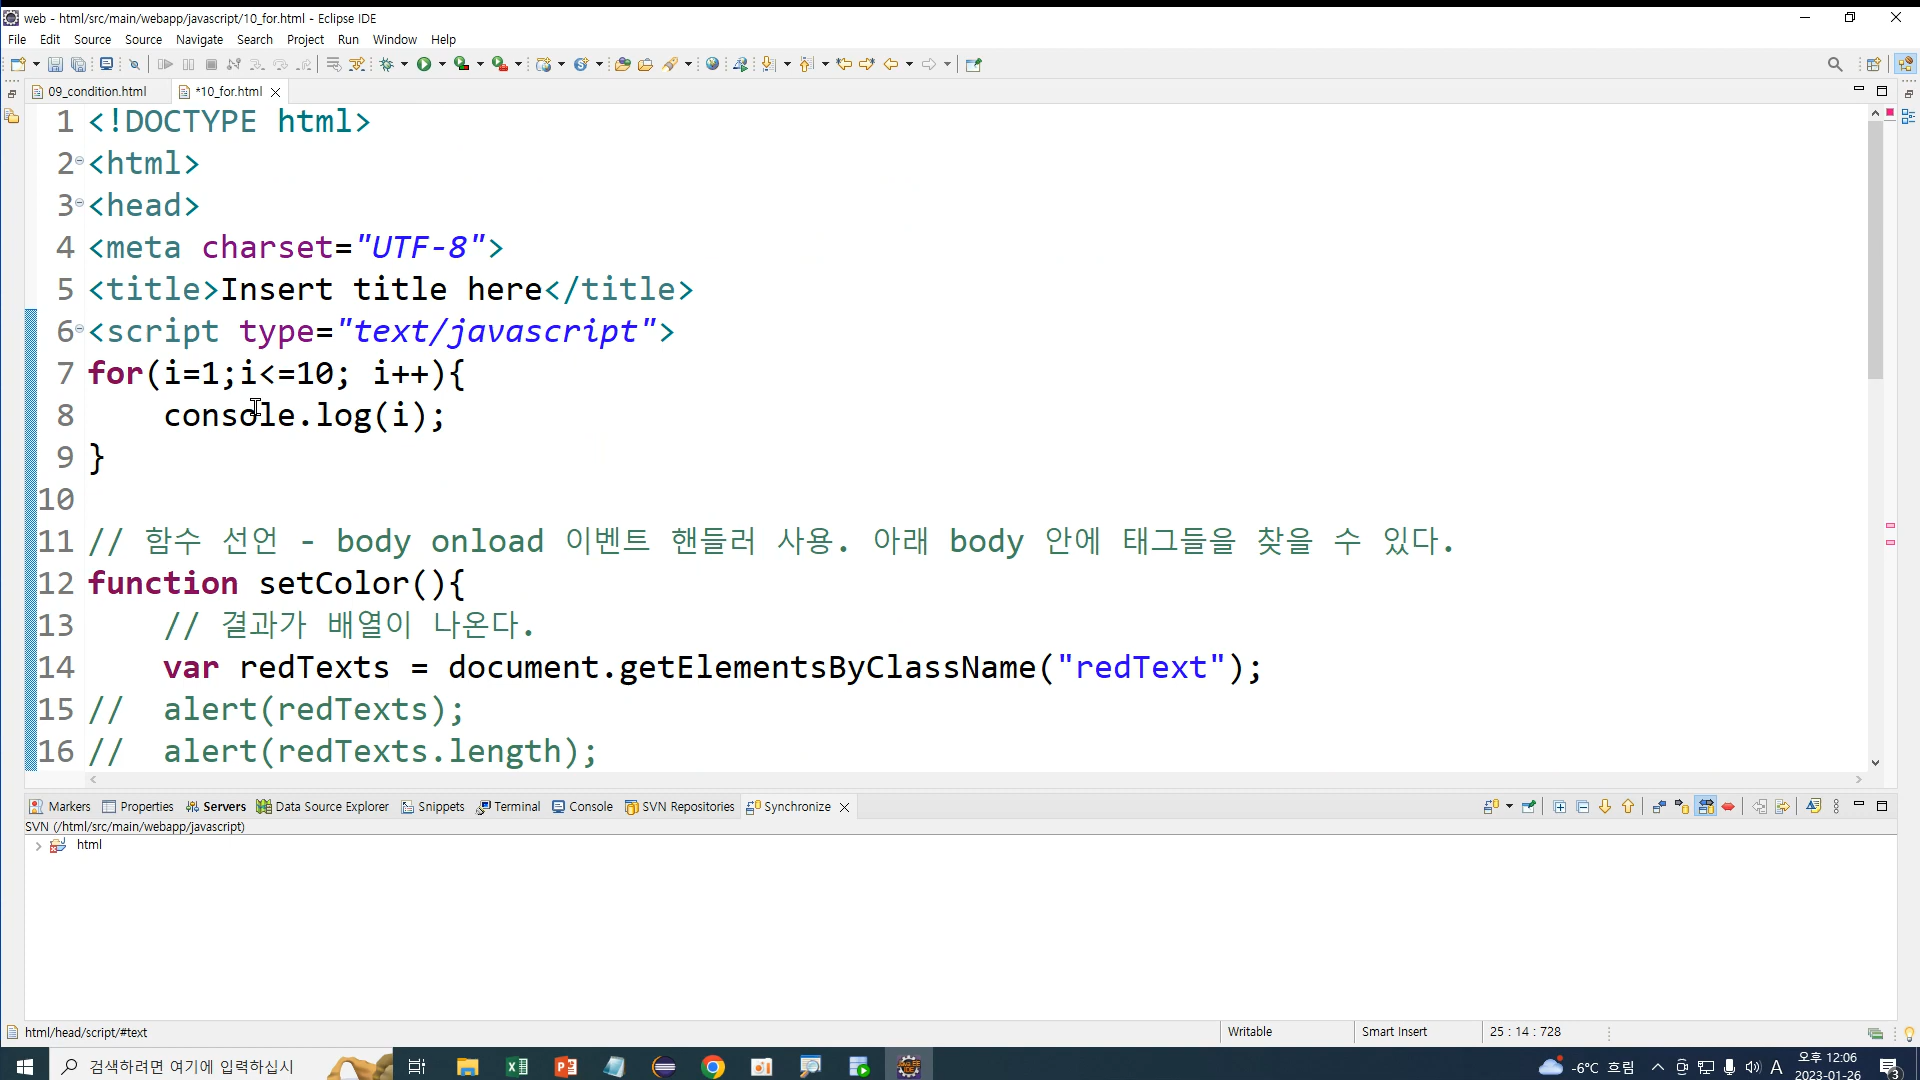 web - html/src/main/webapp/javascript/10_for.html - Eclipse IDE
File Edit Source Source Navigate Search Project Run Window Help
09_condition.html *10_for.html
1 <!DOCTYPE html>
2 <html>
3 <head>
4 <meta charset="UTF-8">
5 <title>Insert title here</title>
6 <script type="text/javascript">
7 for(i=1;i<=10; i++){
8 console.log(i);
9 }
10
11 // 함수 선언 - body onload 이벤트 핸들러 사용. 아래 body 안에 태그들을 찾을 수 있다.
12 function setColor(){
13 // 결과가 배열이 나온다.
14 var redTexts = document.getElementsByClassName("redText");
15 // alert(redTexts);
16 // alert(redTexts.length);
Markers Properties Servers Data Source Explorer Snippets Terminal Console SVN Repositories Synchronize
SVN (/html/src/main/webapp/javascript)
html
html/head/script/#text Writable Smart Insert 25 : 14 : 728
검색하려면 여기에 입력하십시 -6°C 흐림 A 오후 12:06
2023-01-26 3